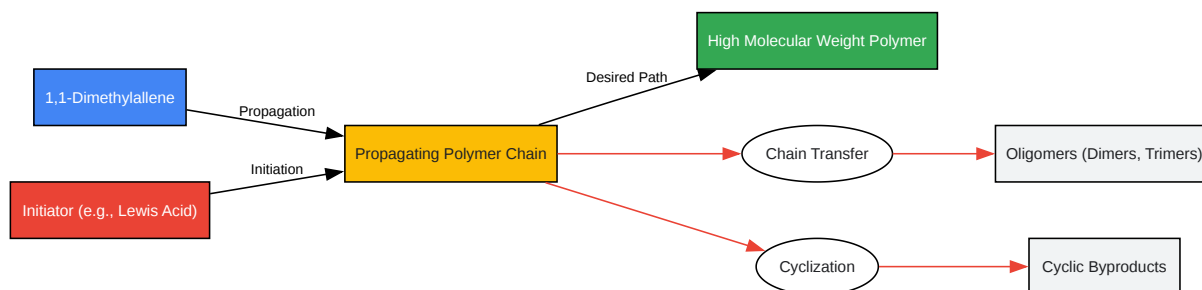 High Molecular Weight Polymer
Desired Path
1,1-Dimethylallene
Propagation
Propagating Polymer Chain
Chain Transfer
Oligomers (Dimers, Trimers)
Initiation
Initiator (e.g., Lewis Acid)
Cyclization
Cyclic Byproducts